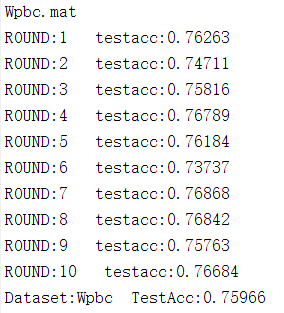 Wpbc.mat
ROUND:1   testacc:0.76263
ROUND:2   testacc:0.74711
ROUND:3   testacc:0.75816
ROUND:4   testacc:0.76789
ROUND:5   testacc:0.76184
ROUND:6   testacc:0.73737
ROUND:7   testacc:0.76868
ROUND:8   testacc:0.76842
ROUND:9   testacc:0.75763
ROUND:10   testacc:0.76684
Dataset:Wpbc  TestAcc:0.75966